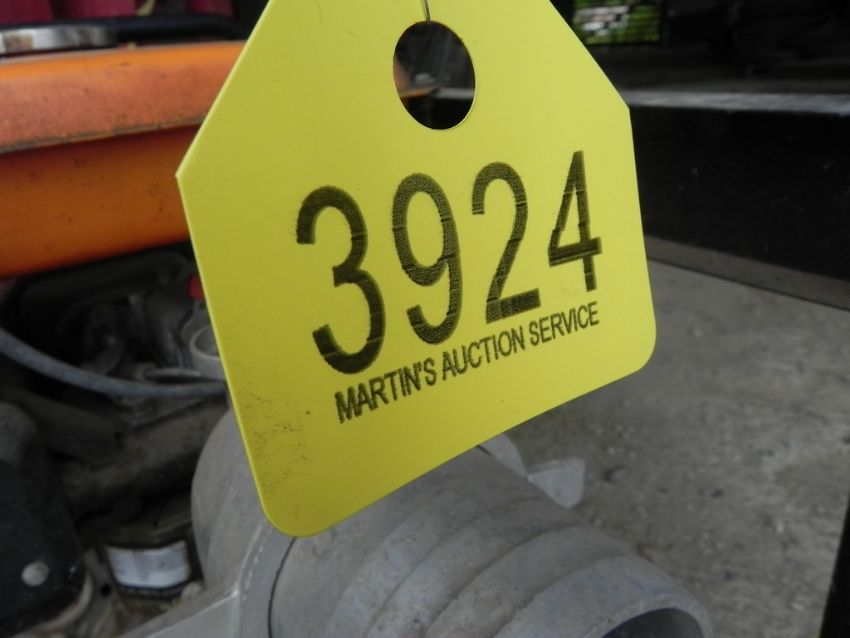 3924
MARTIN'S AUCTION SERVICE